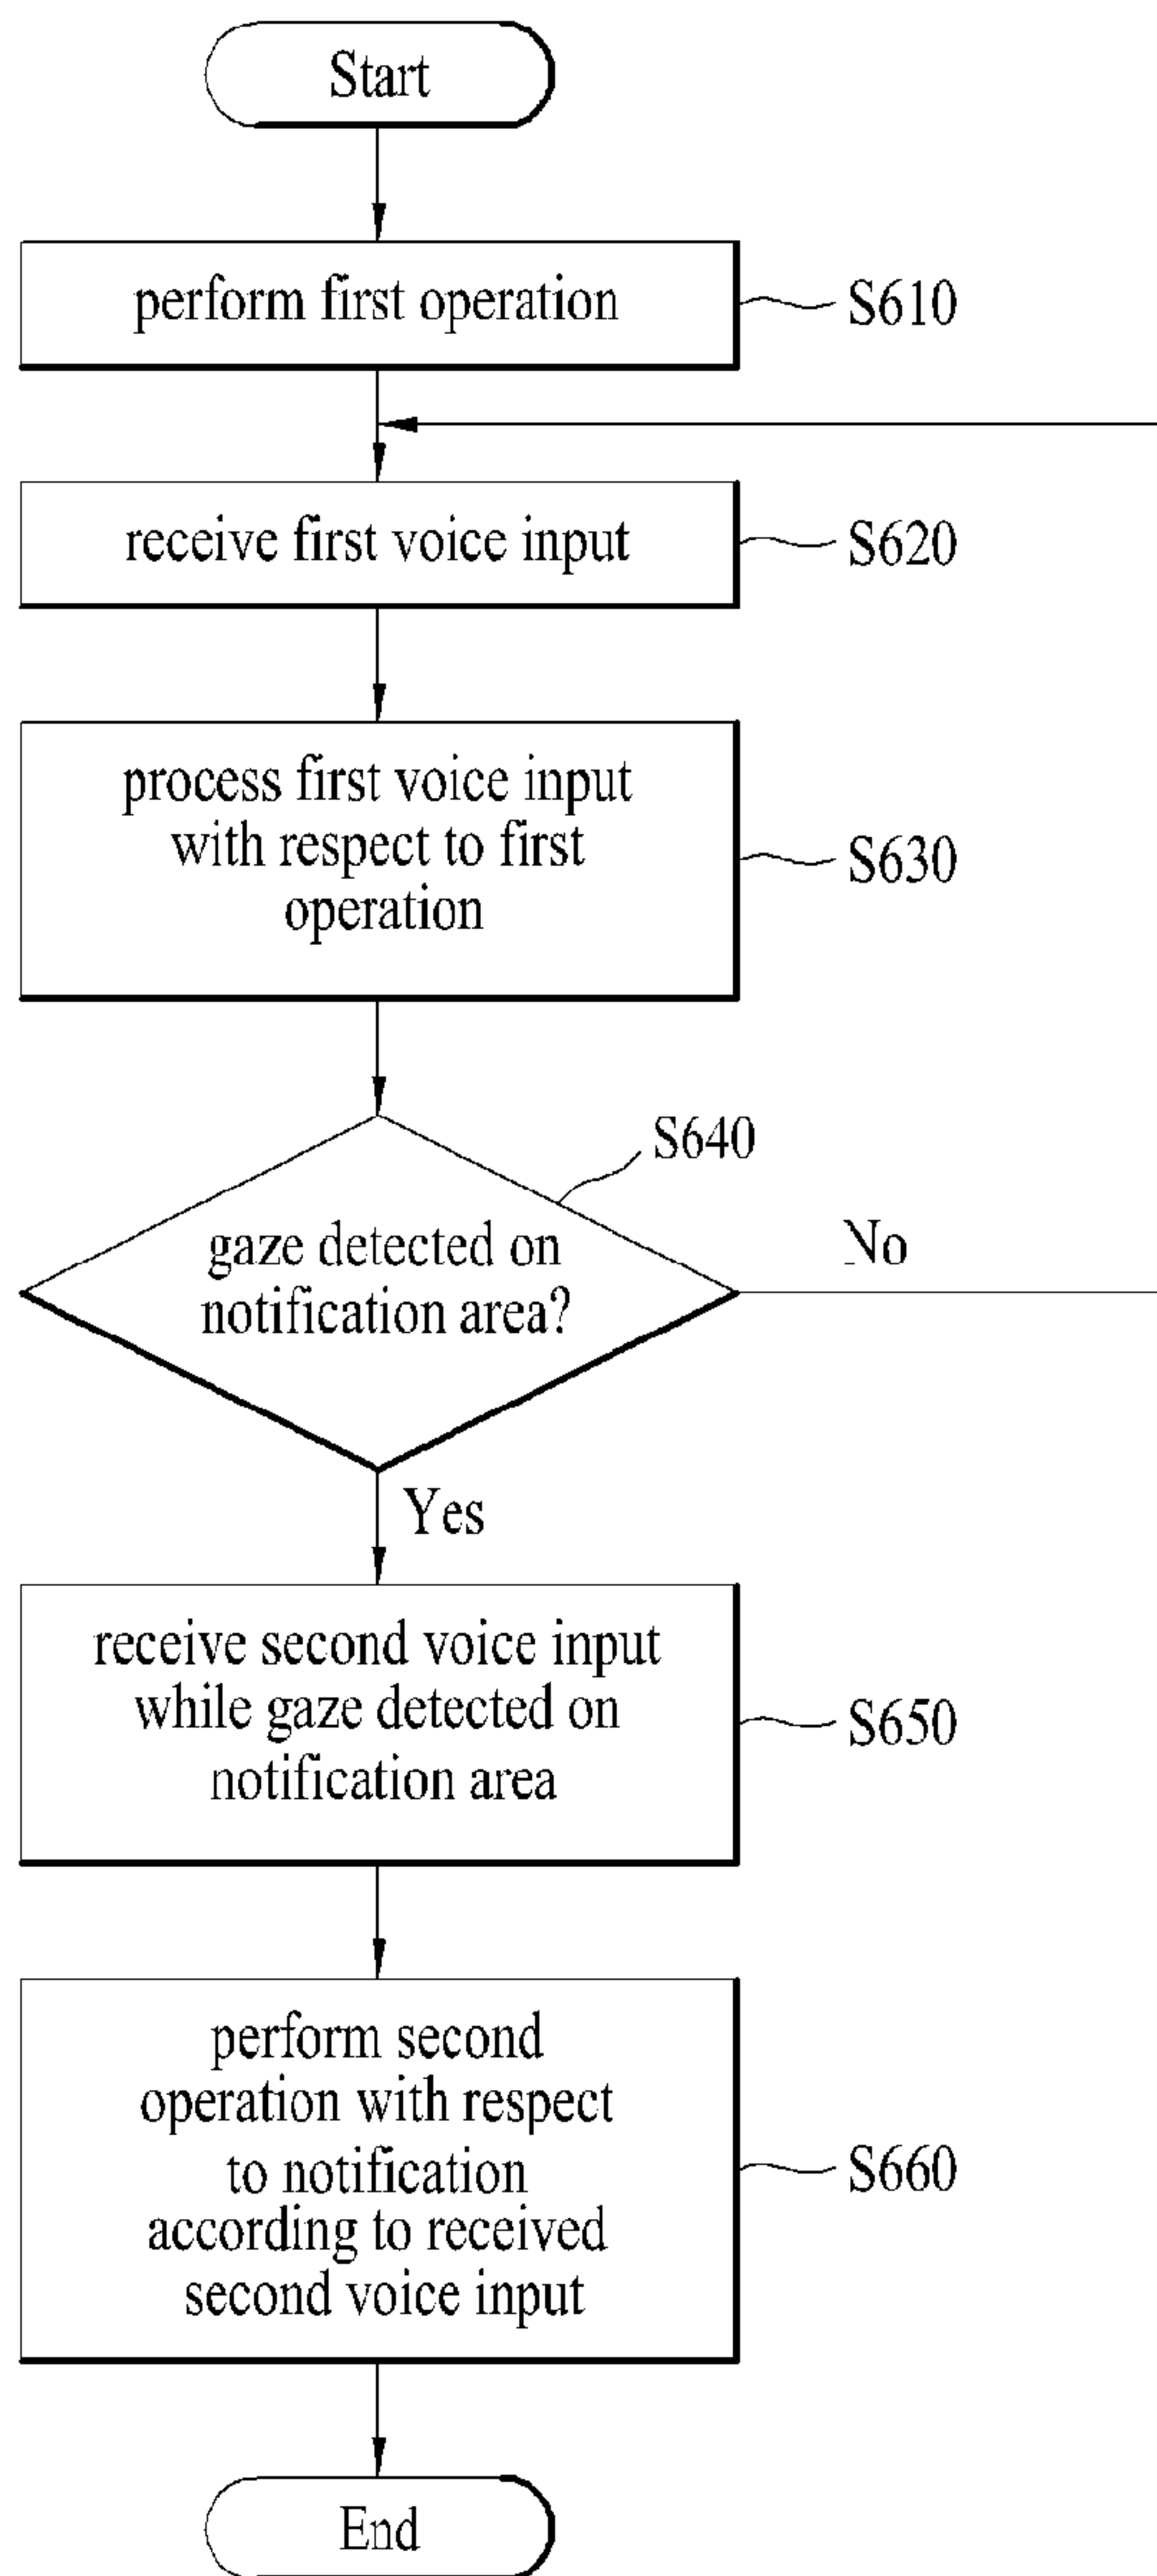 Start
perform first operation
S610
receive first voice input
S620
process first voice input
with respect to first
operation
S630
S640
gaze detected on
notification area?
No
Yes
receive second voice input
while gaze detected on
notification area
S650
perform second
operation with respect
to notification
according to received
second voice input
S660
End